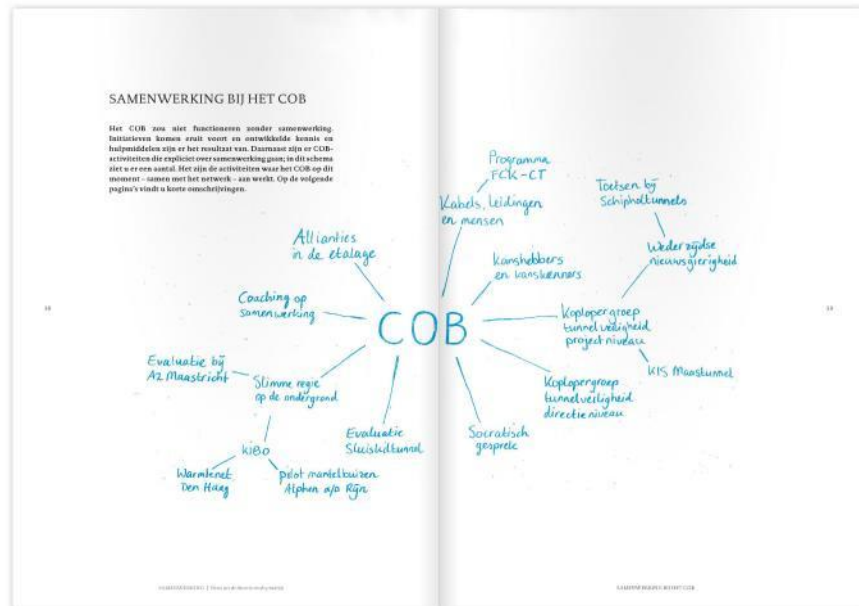 SAMENWERKING BIJ HET COB
Het COB zou niet functioneren zonder samenwerking.
Initiatieven komen eruit voort en ontwikkelde kennis en
hulpmiddelen zijn er het resultaat van. Daarnaast zijn er COB-
activiteiten die expliciet over samenwerking gaan; in dit schema
ziet u er een aantal. Het zijn de activiteiten waar het COB op dit
moment – samen met het netwerk – aan werkt. Op de volgende
pagina's vindt u korte omschrijvingen.
Allianties
in de etalage
Coaching op
samenwerking
Evaluatie bij
A2 Maastricht
Slimme regie
op de ondergrond
KiBO
Warmtenet
Den Haag
pilot mantelbuizen
Alphen a/d Rijn
Evaluatie
Sluiskiltunnel
COB
Programma
FCK-CT
Kabels, leidingen
en mensen
Kanshebbers
en kanskenners
Toetsen bij
Schipholtunnels
Wederzijdse
nieuwsgierigheid
Koplopergroep
tunnelveiligheid
projectniveau
KIS Maastunnel
Koplopergroep
tunnelveiligheid
directieniveau
Socratisch
gesprek
SAMENWERKING |
SAMENWERKING BIJ HET COB